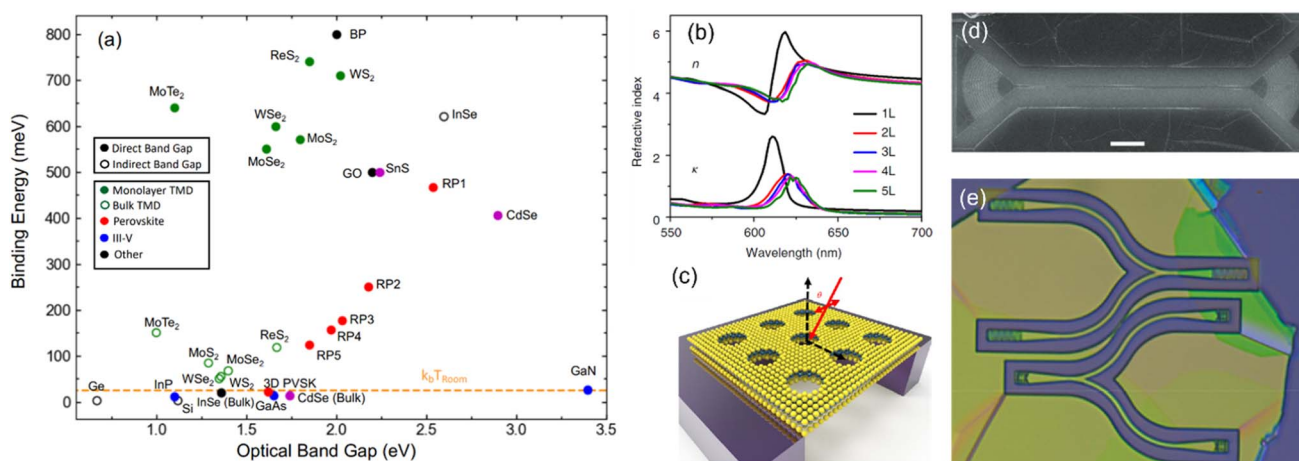 (a)
Binding Energy (meV)
800
700
600
500
400
300
200
100
0
BP
ReS2
WS2
MoTe2
InSe
WSe2
MoS2
MoSe2
Direct Band Gap
Indirect Band Gap
GO
SnS
RP1
Monolayer TMD
Bulk TMD
Perovskite
III-V
Other
CdSe
RP2
RP3
RP4
RP5
MoTe2
ReS2
MoS2
MoSe2
WSe2
WS2
kbTRoom
GaN
Ge
InP
3D PVSK
Si
InSe (Bulk)
GaAs
CdSe (Bulk)
1.0 1.5 2.0 2.5 3.0 3.5
Optical Band Gap (eV)
(b)
Refractive index
6
4
2
0
n
κ
1L
2L
3L
4L
5L
550 600 650 700
Wavelength (nm)
(c)
θ
(d)
(e)